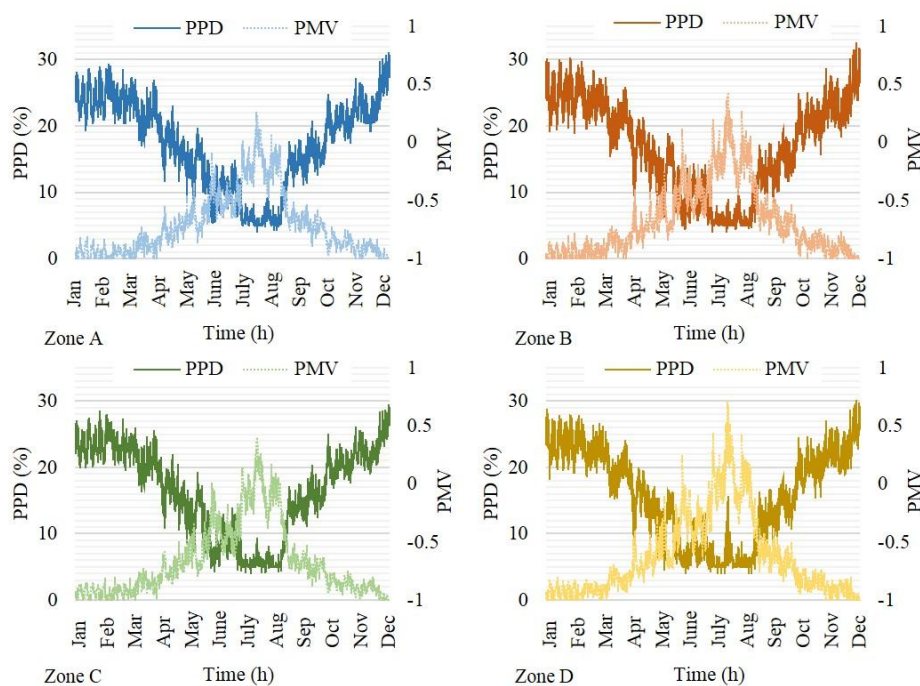 PPD PMV 1
30 0.5
PPD (%) 20 0 PMV
10 -0.5
0 -1
Jan Feb Mar Apr May June July Aug Sep Oct Nov Dec
Zone A Time (h)
PPD PMV 1
30 0.5
PPD (%) 20 0 PMV
10 -0.5
0 -1
Jan Feb Mar Apr May June July Aug Sep Oct Nov Dec
Zone B Time (h)
PPD PMV 1
30 0.5
PPD (%) 20 0 PMV
10 -0.5
0 -1
Jan Feb Mar Apr May June July Aug Sep Oct Nov Dec
Zone C Time (h)
PPD PMV 1
30 0.5
PPD (%) 20 0 PMV
10 -0.5
0 -1
Jan Feb Mar Apr May June July Aug Sep Oct Nov Dec
Zone D Time (h)